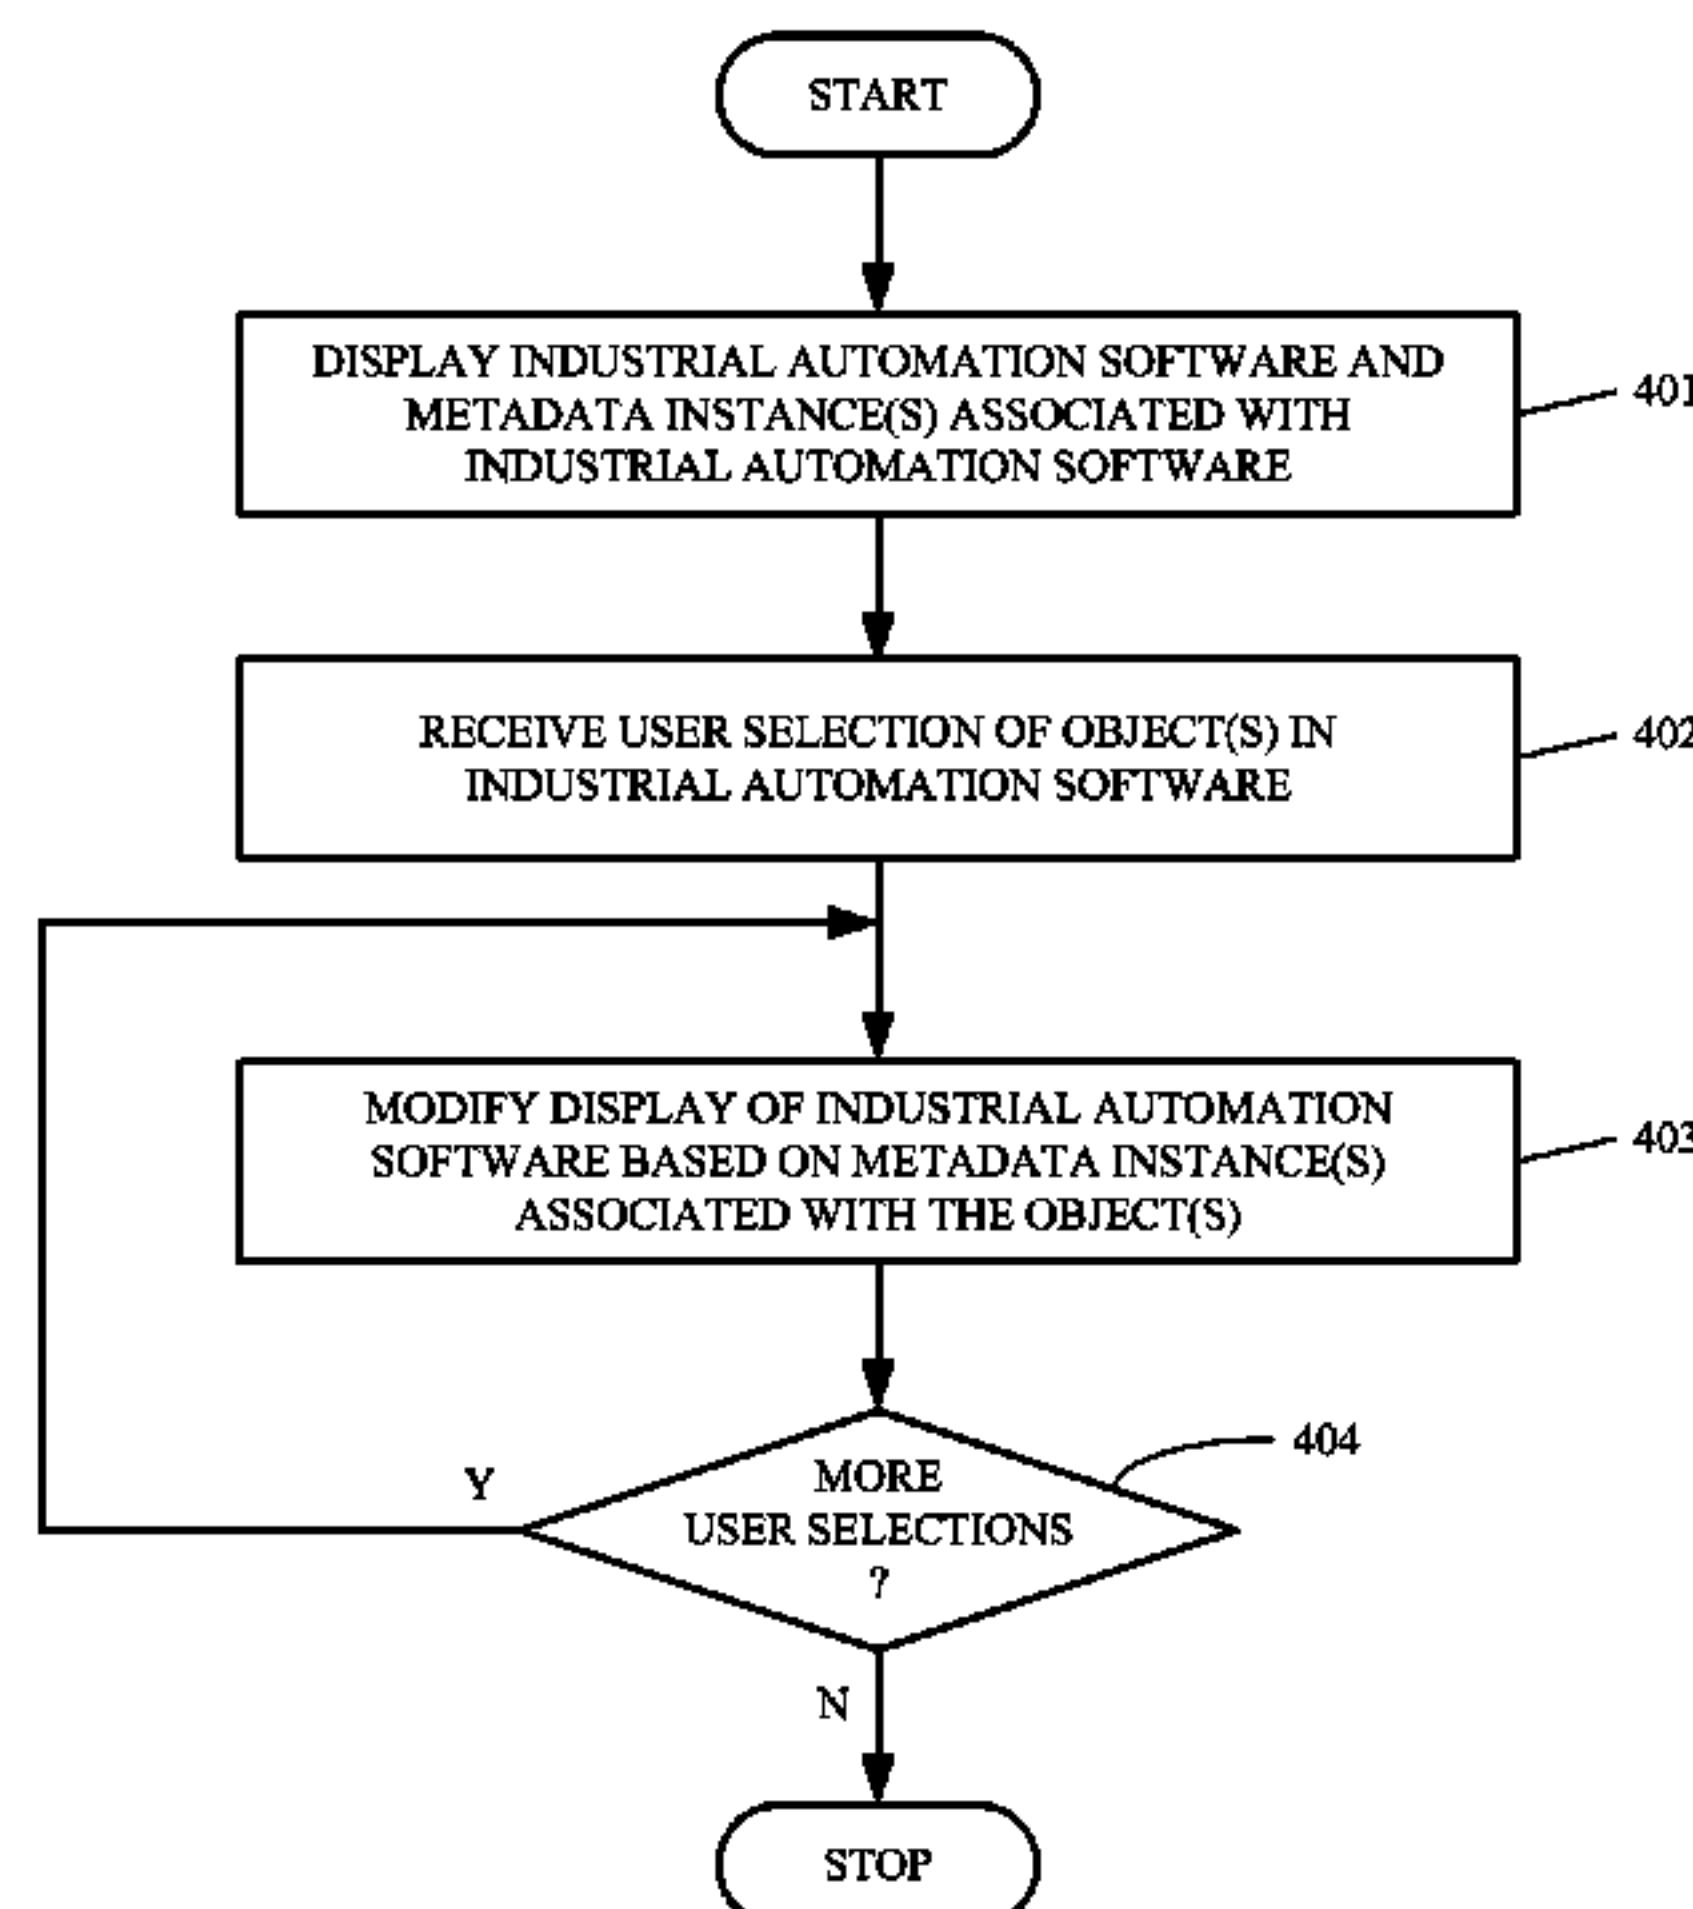 START
DISPLAY INDUSTRIAL AUTOMATION SOFTWARE AND
METADATA INSTANCE(S) ASSOCIATED WITH
INDUSTRIAL AUTOMATION SOFTWARE
401
RECEIVE USER SELECTION OF OBJECT(S) IN
INDUSTRIAL AUTOMATION SOFTWARE
402
MODIFY DISPLAY OF INDUSTRIAL AUTOMATION
SOFTWARE BASED ON METADATA INSTANCE(S)
ASSOCIATED WITH THE OBJECT(S)
403
404
Y
MORE
USER SELECTIONS
?
N
STOP